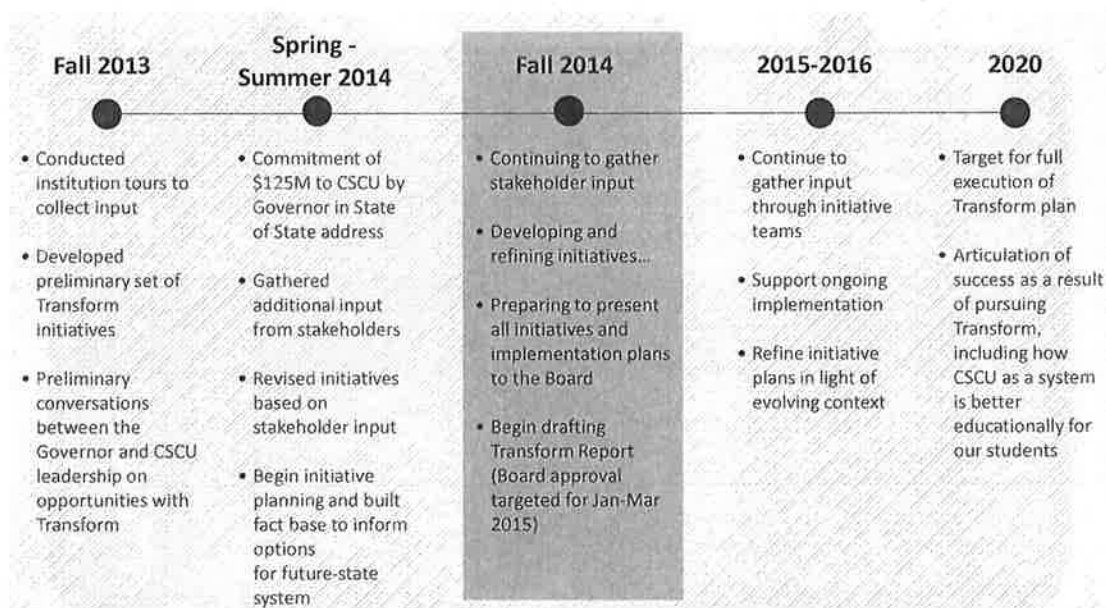 Fall 2013
• Conducted
institution tours to
collect input
• Developed
preliminary set of
Transform
initiatives
• Preliminary
conversations
between the
Governor and CSCU
leadership on
opportunities with
Transform
Spring -
Summer 2014
• Commitment of
$125M to CSCU by
Governor in State
of State address
• Gathered
additional input
from stakeholders
• Revised initiatives
based on
stakeholder input
• Begin initiative
planning and built
fact base to inform
options
for future-state
system
Fall 2014
• Continuing to gather
stakeholder input
• Developing and
refining initiatives...
• Preparing to present
all initiatives and
implementation plans
to the Board
• Begin drafting
Transform Report
(Board approval
targeted for Jan-Mar
2015)
2015-2016
• Continue to
gather input
through initiative
teams
• Support ongoing
implementation
• Refine initiative
plans in light of
evolving context
2020
• Target for full
execution of
Transform plan
• Articulation of
success as a result
of pursuing
Transform,
including how
CSCU as a system
is better
educationally for
our students